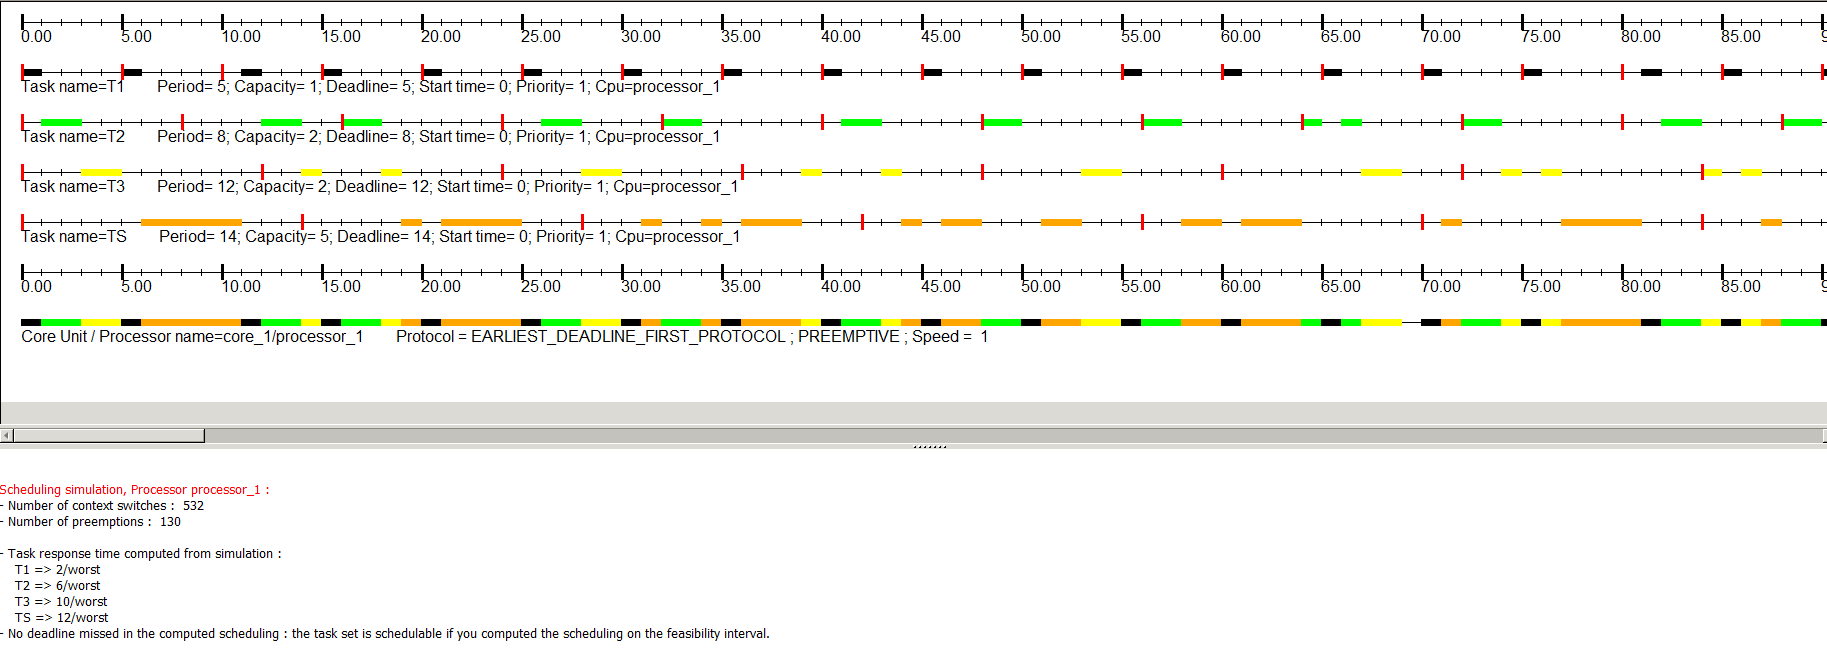 0.00 5.00 10.00 15.00 20.00 25.00 30.00 35.00 40.00 45.00 50.00 55.00 60.00 65.00 70.00 75.00 80.00 85.00 9
Task name=T1 Period= 5; Capacity= 1; Deadline= 5; Start time= 0; Priority= 1; Cpu=processor_1
Task name=T2 Period= 8; Capacity= 2; Deadline= 8; Start time= 0; Priority= 1; Cpu=processor_1
Task name=T3 Period= 12; Capacity= 2; Deadline= 12; Start time= 0; Priority= 1; Cpu=processor_1
Task name=TS Period= 14; Capacity= 5; Deadline= 14; Start time= 0; Priority= 1; Cpu=processor_1
0.00 5.00 10.00 15.00 20.00 25.00 30.00 35.00 40.00 45.00 50.00 55.00 60.00 65.00 70.00 75.00 80.00 85.00 9
Core Unit / Processor name=core_1/processor_1 Protocol = EARLIEST_DEADLINE_FIRST_PROTOCOL ; PREEMPTIVE ; Speed = 1
Scheduling simulation, Processor processor_1 :
- Number of context switches : 532
- Number of preemptions : 130
- Task response time computed from simulation :
T1 => 2/worst
T2 => 6/worst
T3 => 10/worst
TS => 12/worst
- No deadline missed in the computed scheduling : the task set is schedulable if you computed the scheduling on the feasibility interval.